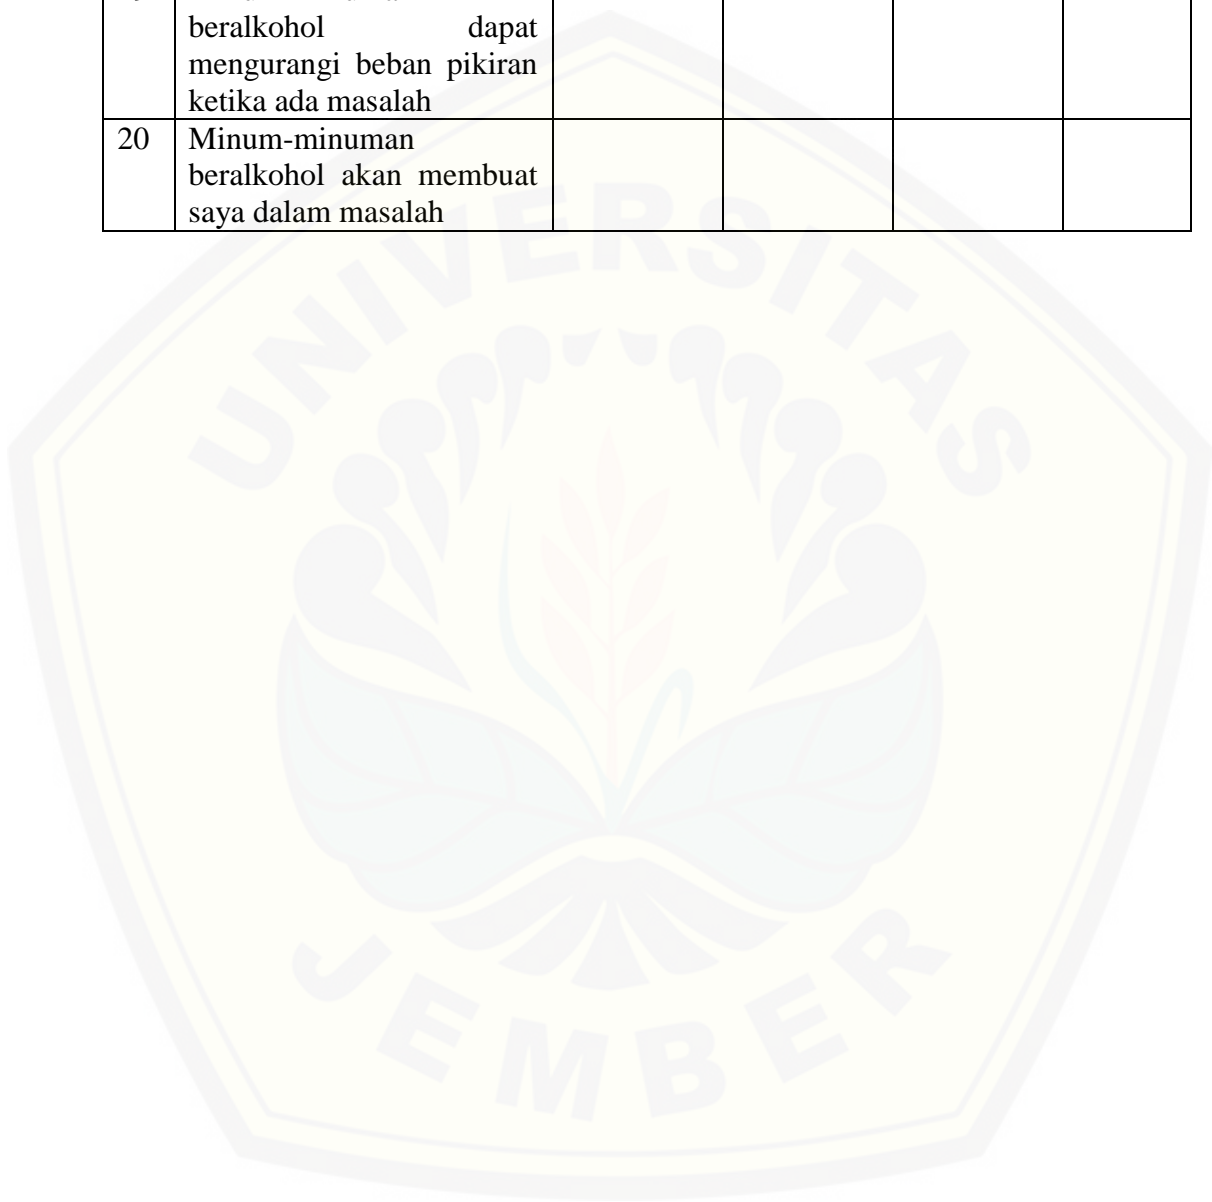 beralkohol dapat
mengurangi beban pikiran
ketika ada masalah
20 Minum-minuman
beralkohol akan membuat
saya dalam masalah
UNIVERSITAS
JEMBER